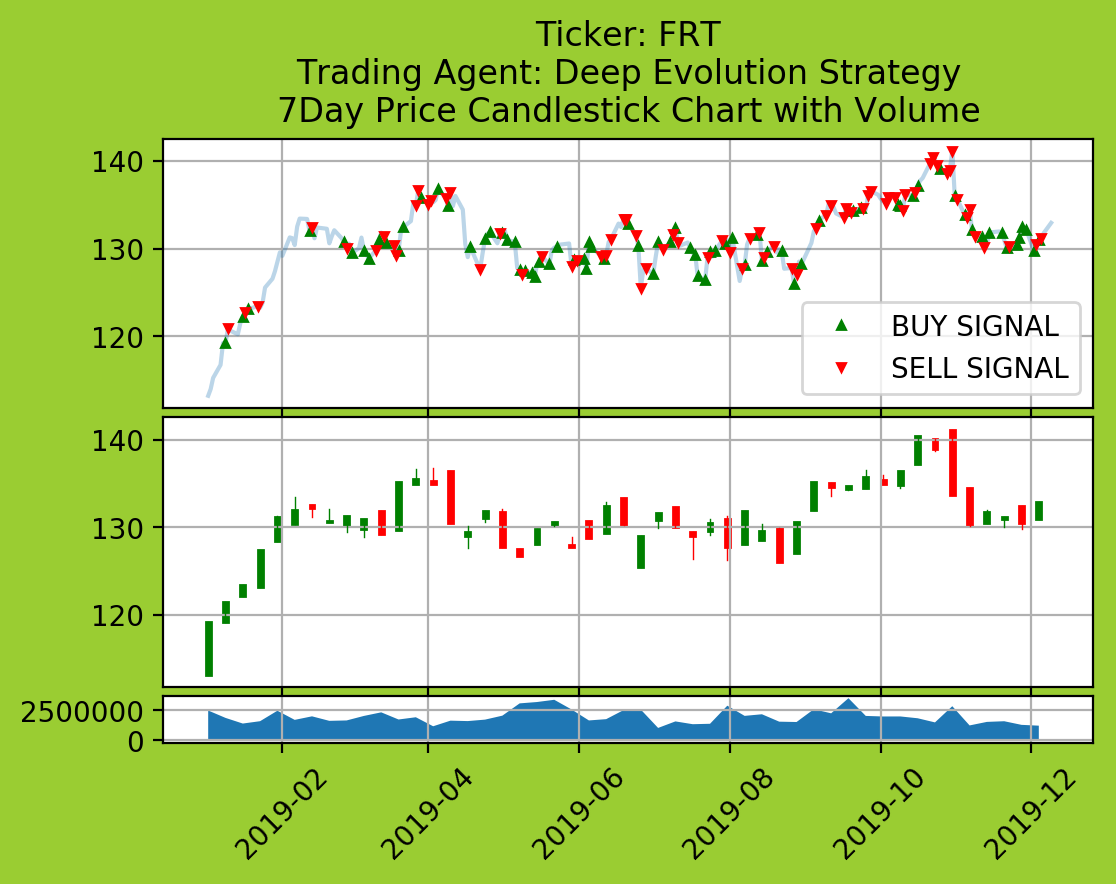 Ticker: FRT
Trading Agent: Deep Evolution Strategy
7Day Price Candlestick Chart with Volume
140
130
120
BUY SIGNAL
SELL SIGNAL
140
130
120
2500000
0
2019-02
2019-04
2019-06
2019-08
2019-10
2019-12